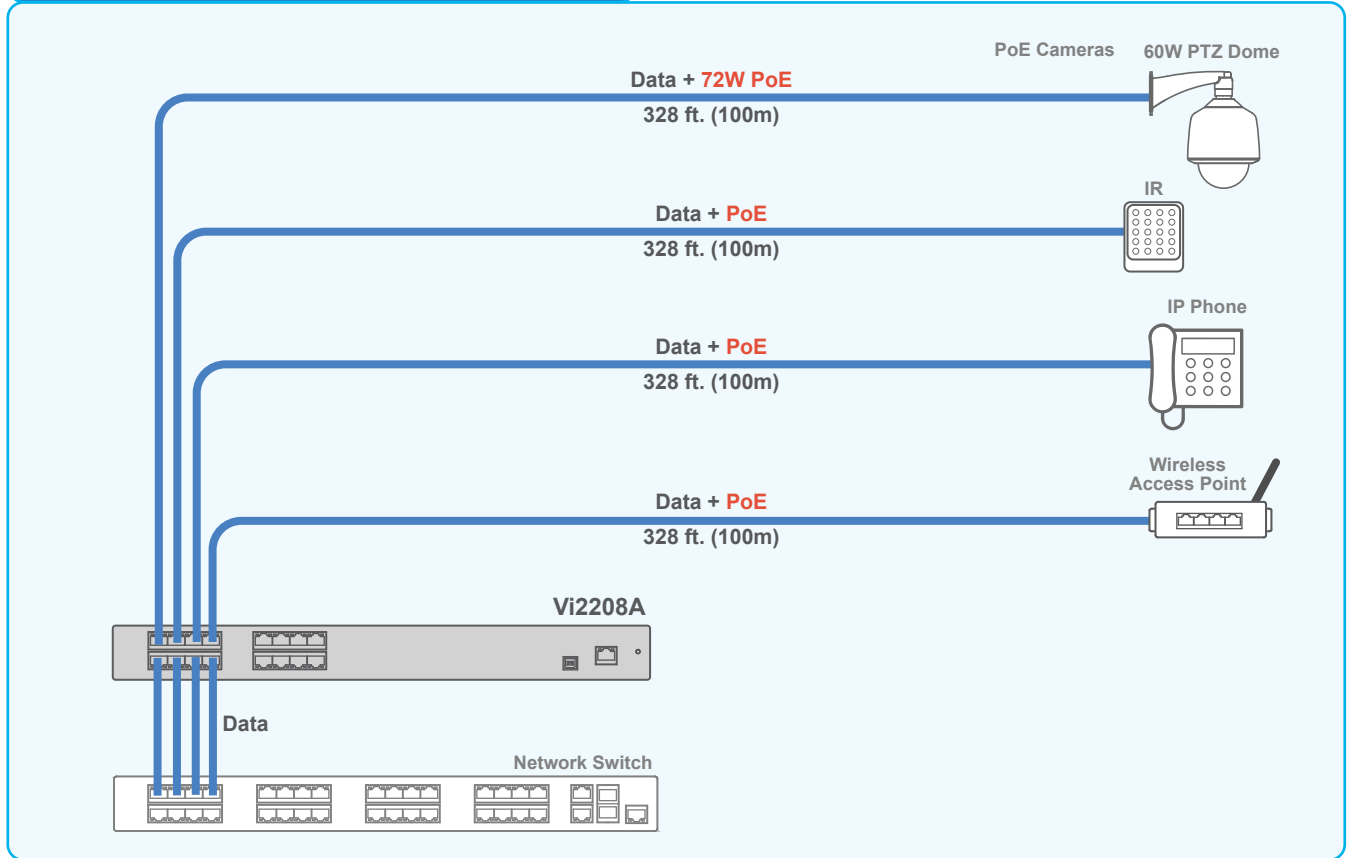 PoE Cameras
60W PTZ Dome
Data + 72W PoE
328 ft. (100m)
IR
Data + PoE
328 ft. (100m)
IP Phone
Data + PoE
328 ft. (100m)
Wireless
Access Point
Data + PoE
328 ft. (100m)
Vi2208A
Data
Network Switch